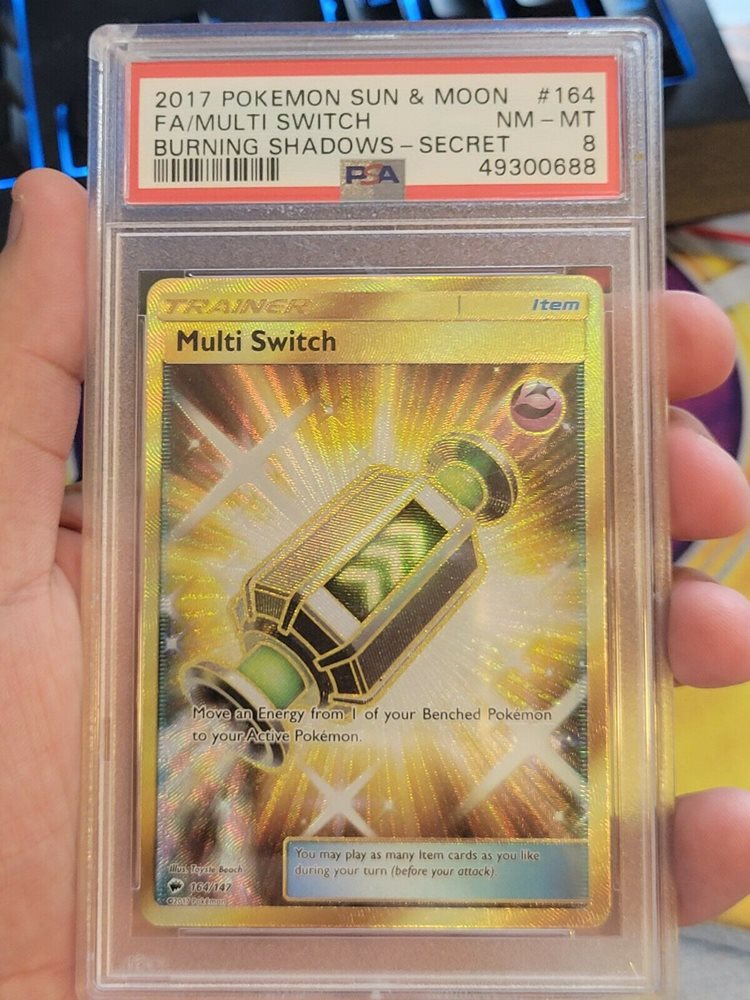 2017 POKEMON SUN & MOON #164
FA/MULTI SWITCH NM - MT
BURNING SHADOWS - SECRET 8
PSA 49300688
TRAINER Item
Multi Switch
Move an Energy from 1 of your Benched Pokémon
to your Active Pokémon.
You may play as many Item cards as you like
during your turn (before your attack).
illus. Toyste Beach
164/147
©2017 Pokémon